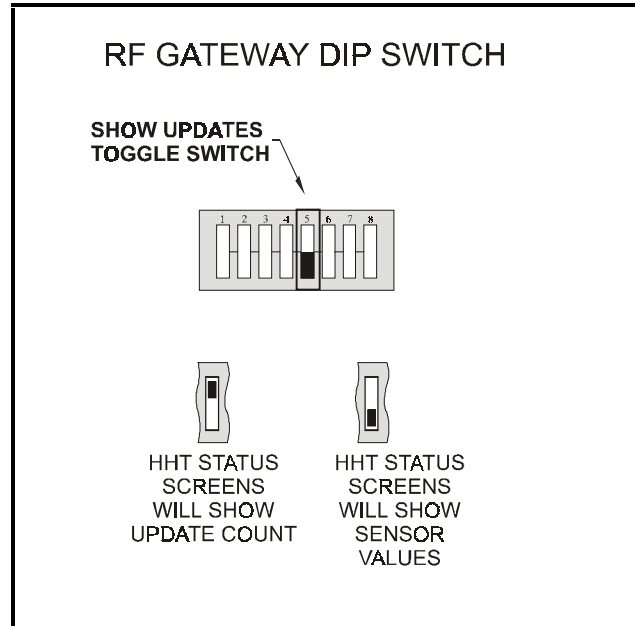 RF GATEWAY DIP SWITCH
SHOW UPDATES
TOGGLE SWITCH
1 2 3 4 5 6 7 8
HHT STATUS
SCREENS
WILL SHOW
UPDATE COUNT
HHT STATUS
SCREENS
WILL SHOW
SENSOR
VALUES